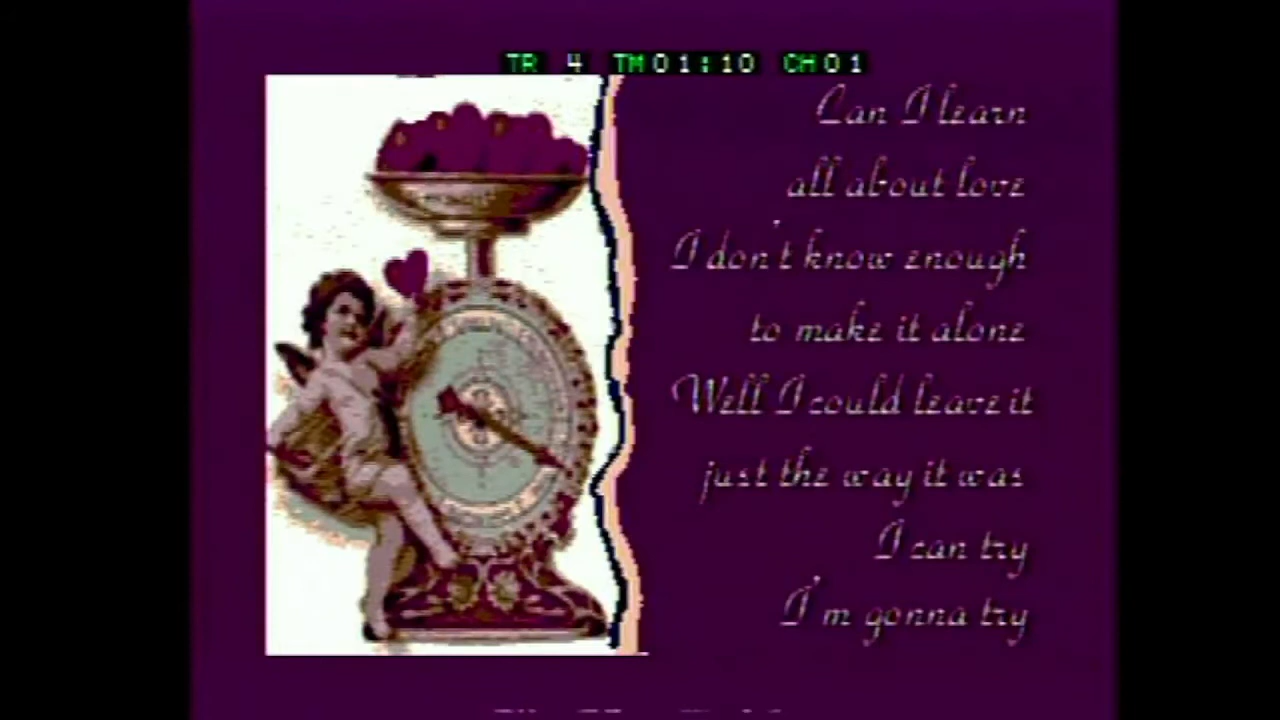 TR 4 TM01:10 CH01
Can I learn
all about love
I don't know enough
to make it alone
Well I could leave it
just the way it was
I can try
I'm gonna try